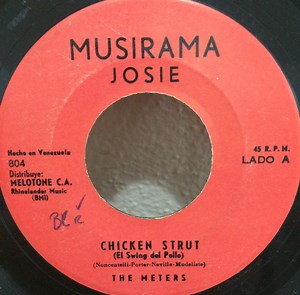 MUSIRAMA
JOSIE
Hecho en Venezuela
804
Distribuye:
MELOTONE C.A.
Rhinelander Music
(BMI)
45 R. P. M.
LADO A
CHICKEN STRUT
(El Swing del Pollo)
(Noncentelli-Porter-Neville-Modeliste)
THE METERS